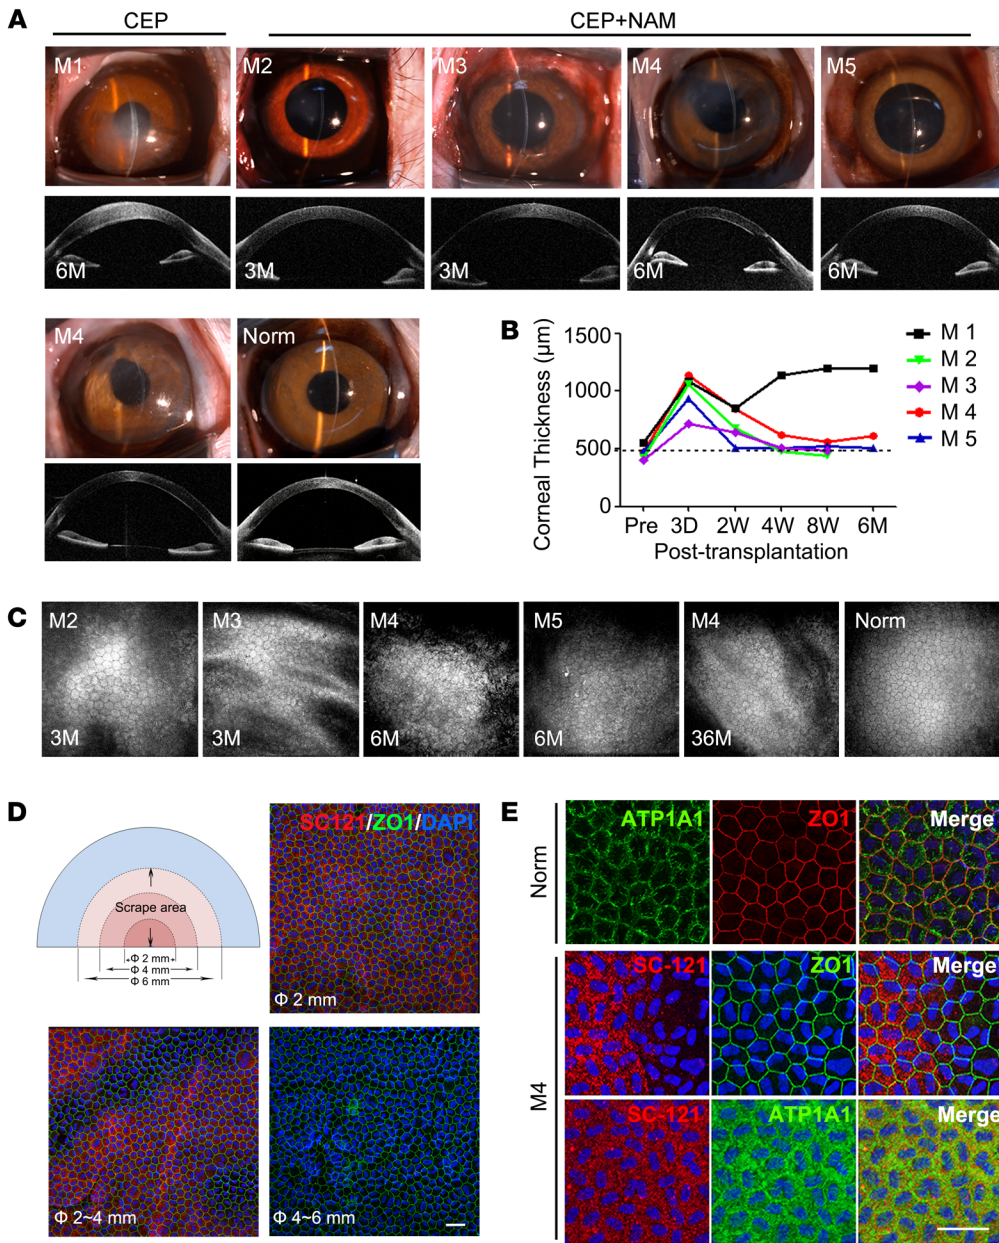 A
CEP
CEP+NAM
M1
M2
M3
M4
M5
6M
3M
3M
6M
6M
M4
Norm
B
Corneal Thickness (μm)
1500
1000
500
0
Pre
3D
2W
4W
8W
6M
Post-transplantation
M 1
M 2
M 3
M 4
M 5
C
M2
M3
M4
M5
M4
Norm
3M
3M
6M
6M
36M
D
Scrape area
Φ 2 mm
Φ 4 mm
Φ 6 mm
SC121/ZO1/DAPI
Φ 2 mm
Φ 2~4 mm
Φ 4~6 mm
E
Norm
ATP1A1
ZO1
Merge
M4
SC-121
ZO1
Merge
SC-121
ATP1A1
Merge